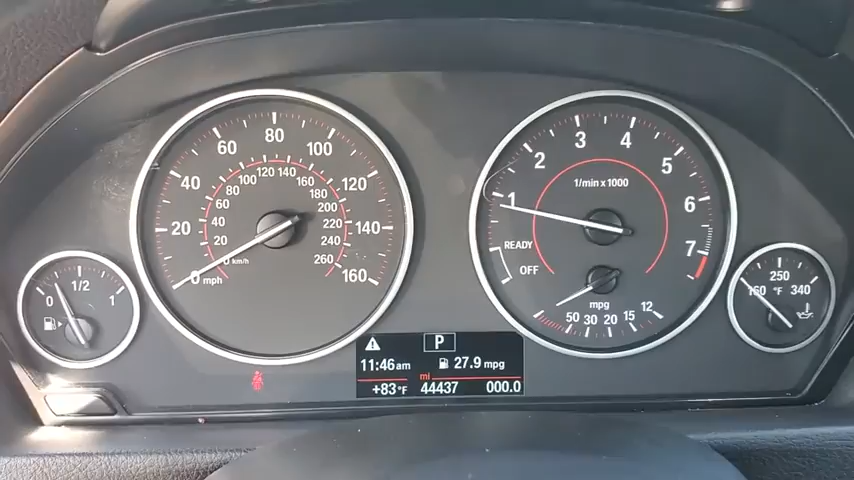 0
1/2
1
0
20
40
60
80
100
120
140
160
mph
20
40
60
80
100
120
140
160
180
200
220
240
260
km/h
1
2
3
4
5
6
7
1/min x 1000
READY
OFF
mpg
50 30 20 15 12
160
250
340
°F
P
11:46am
27.9 mpg
mi
+83°F 44437 000.0